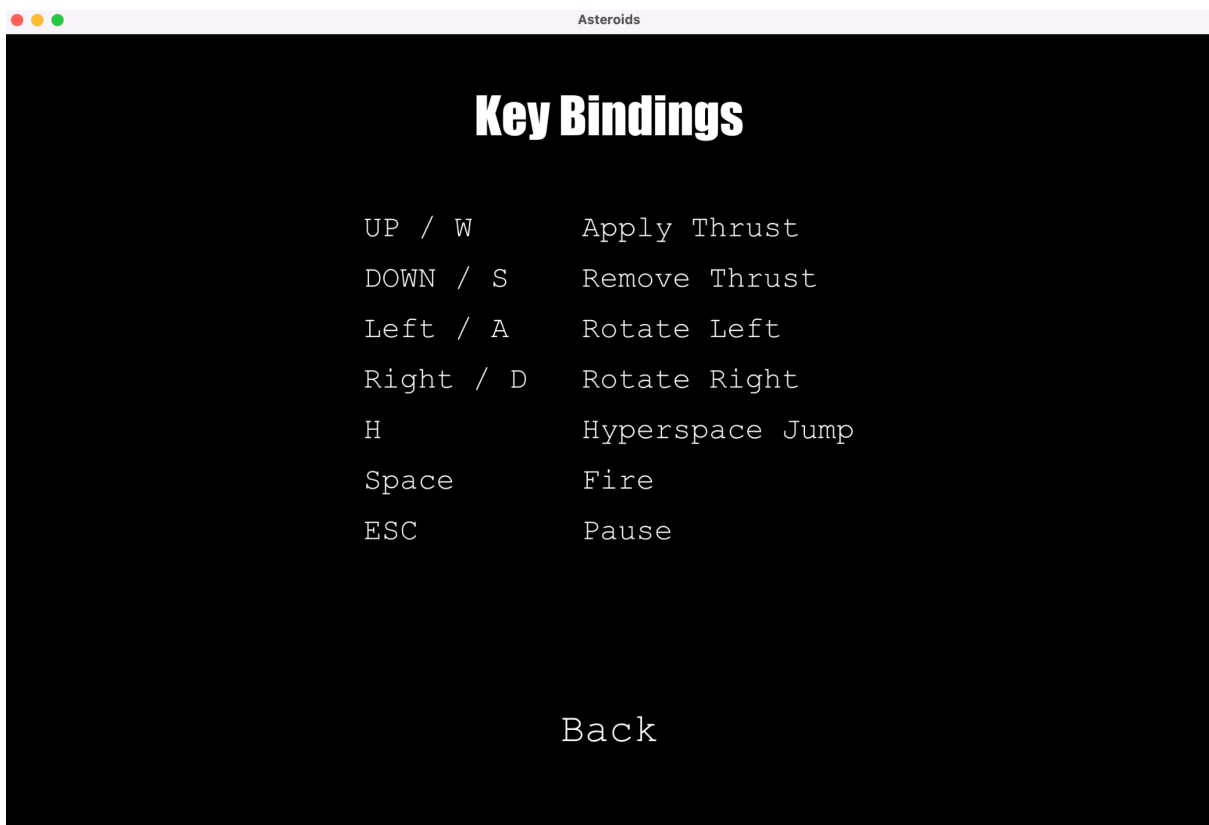 Asteroids
Key Bindings
UP / W Apply Thrust
DOWN / S Remove Thrust
Left / A Rotate Left
Right / D Rotate Right
H Hyperspace Jump
Space Fire
ESC Pause
Back